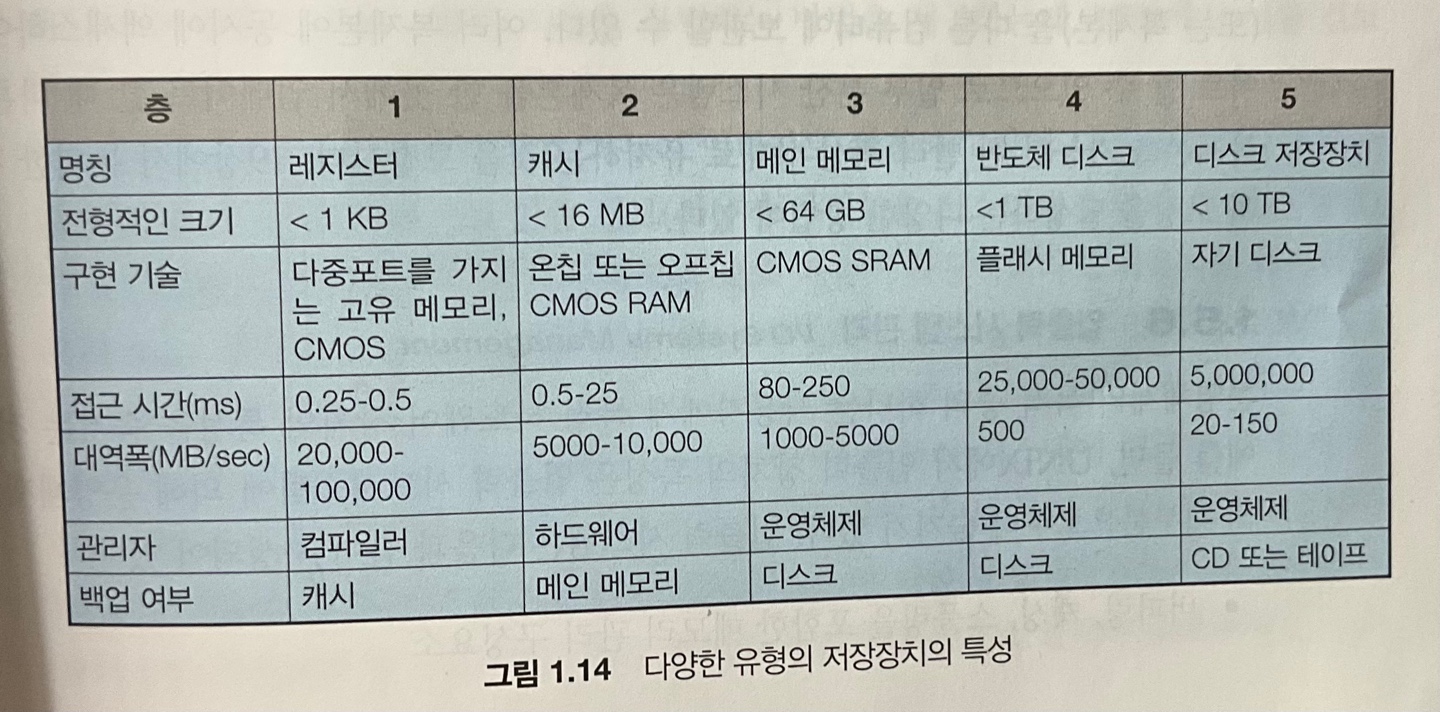 층 1 2 3 4 5
명칭 레지스터 캐시 메인 메모리 반도체 디스크 디스크 저장장치
전형적인 크기 < 1 KB < 16 MB < 64 GB <1 TB < 10 TB
구현 기술 다중포트를 가지 온칩 또는 오프칩 CMOS SRAM 플래시 메모리 자기 디스크
는 고유 메모리, CMOS RAM
CMOS
접근 시간(ms) 0.25-0.5 0.5-25 80-250 25,000-50,000 5,000,000
대역폭(MB/sec) 20,000- 5000-10,000 1000-5000 500 20-150
100,000
관리자 컴파일러 하드웨어 운영체제 운영체제 운영체제
백업 여부 캐시 메인 메모리 디스크 디스크 CD 또는 테이프
그림 1.14 다양한 유형의 저장장치의 특성